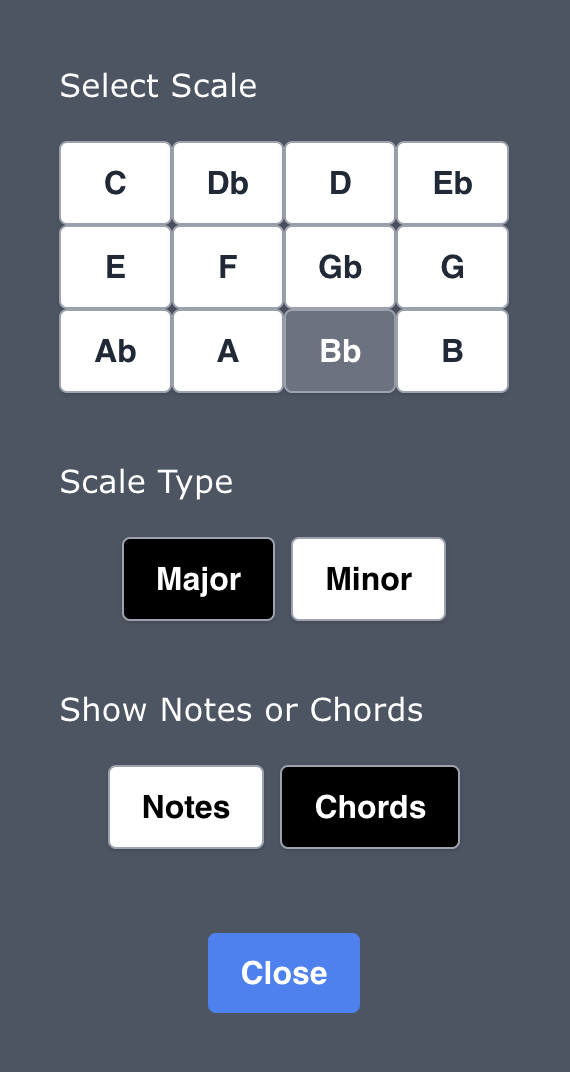 Select Scale
C Db D Eb
E F Gb G
Ab A Bb B
Scale Type
Major Minor
Show Notes or Chords
Notes Chords
Close